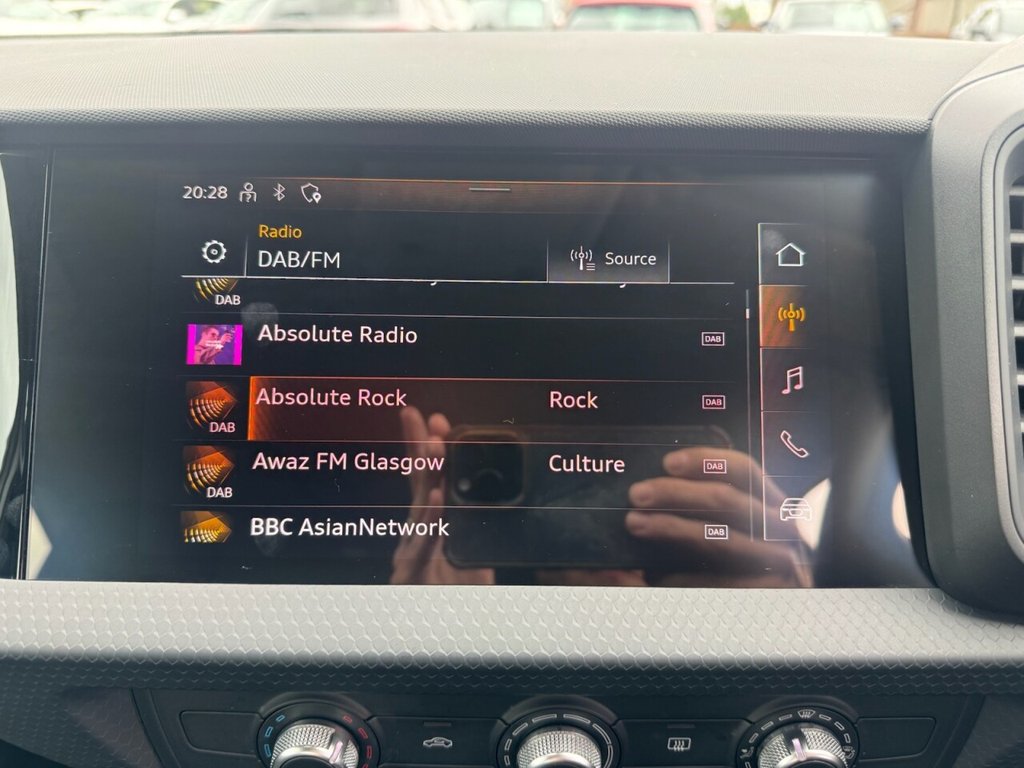 20:28
Radio
DAB/FM
Source
DAB
Absolute Radio DAB
Absolute Rock Rock DAB
DAB
Awaz FM Glasgow Culture DAB
DAB
BBC AsianNetwork DAB